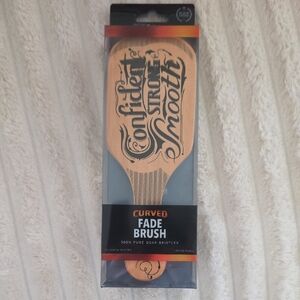 Confident
STRONG
Smooth
CURVED
FADE
BRUSH
100% PURE BOAR BRISTLES